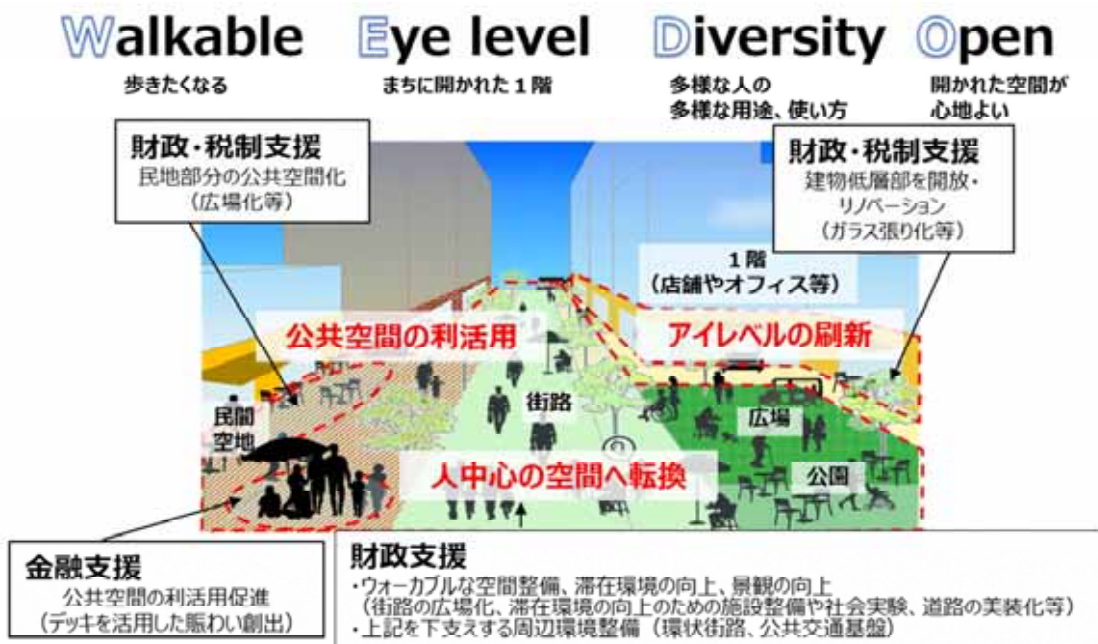 Walkable Eye level Diversity Open
歩きたくなる
まちに開かれた1階
多様な人の
多様な用途、使い方
開かれた空間が
心地よい
財政・税制支援
民地部分の公共空間化
（広場化等）
財政・税制支援
建物低層部を開放・
リノベーション
（ガラス張り化等）
1階
（店舗やオフィス等）
公共空間の利活用
アイレベルの刷新
民間
空地
街路
広場
人中心の空間へ転換
公園
金融支援
公共空間の利活用促進
（デッキを活用した賑わい創出）
財政支援
・ウォーカブルな空間整備、滞在環境の向上、景観の向上
（街路の広場化、滞在環境の向上のための施設整備や社会実験、道路の美装化等）
・上記を下支えする周辺環境整備（環状街路、公共交通基盤）